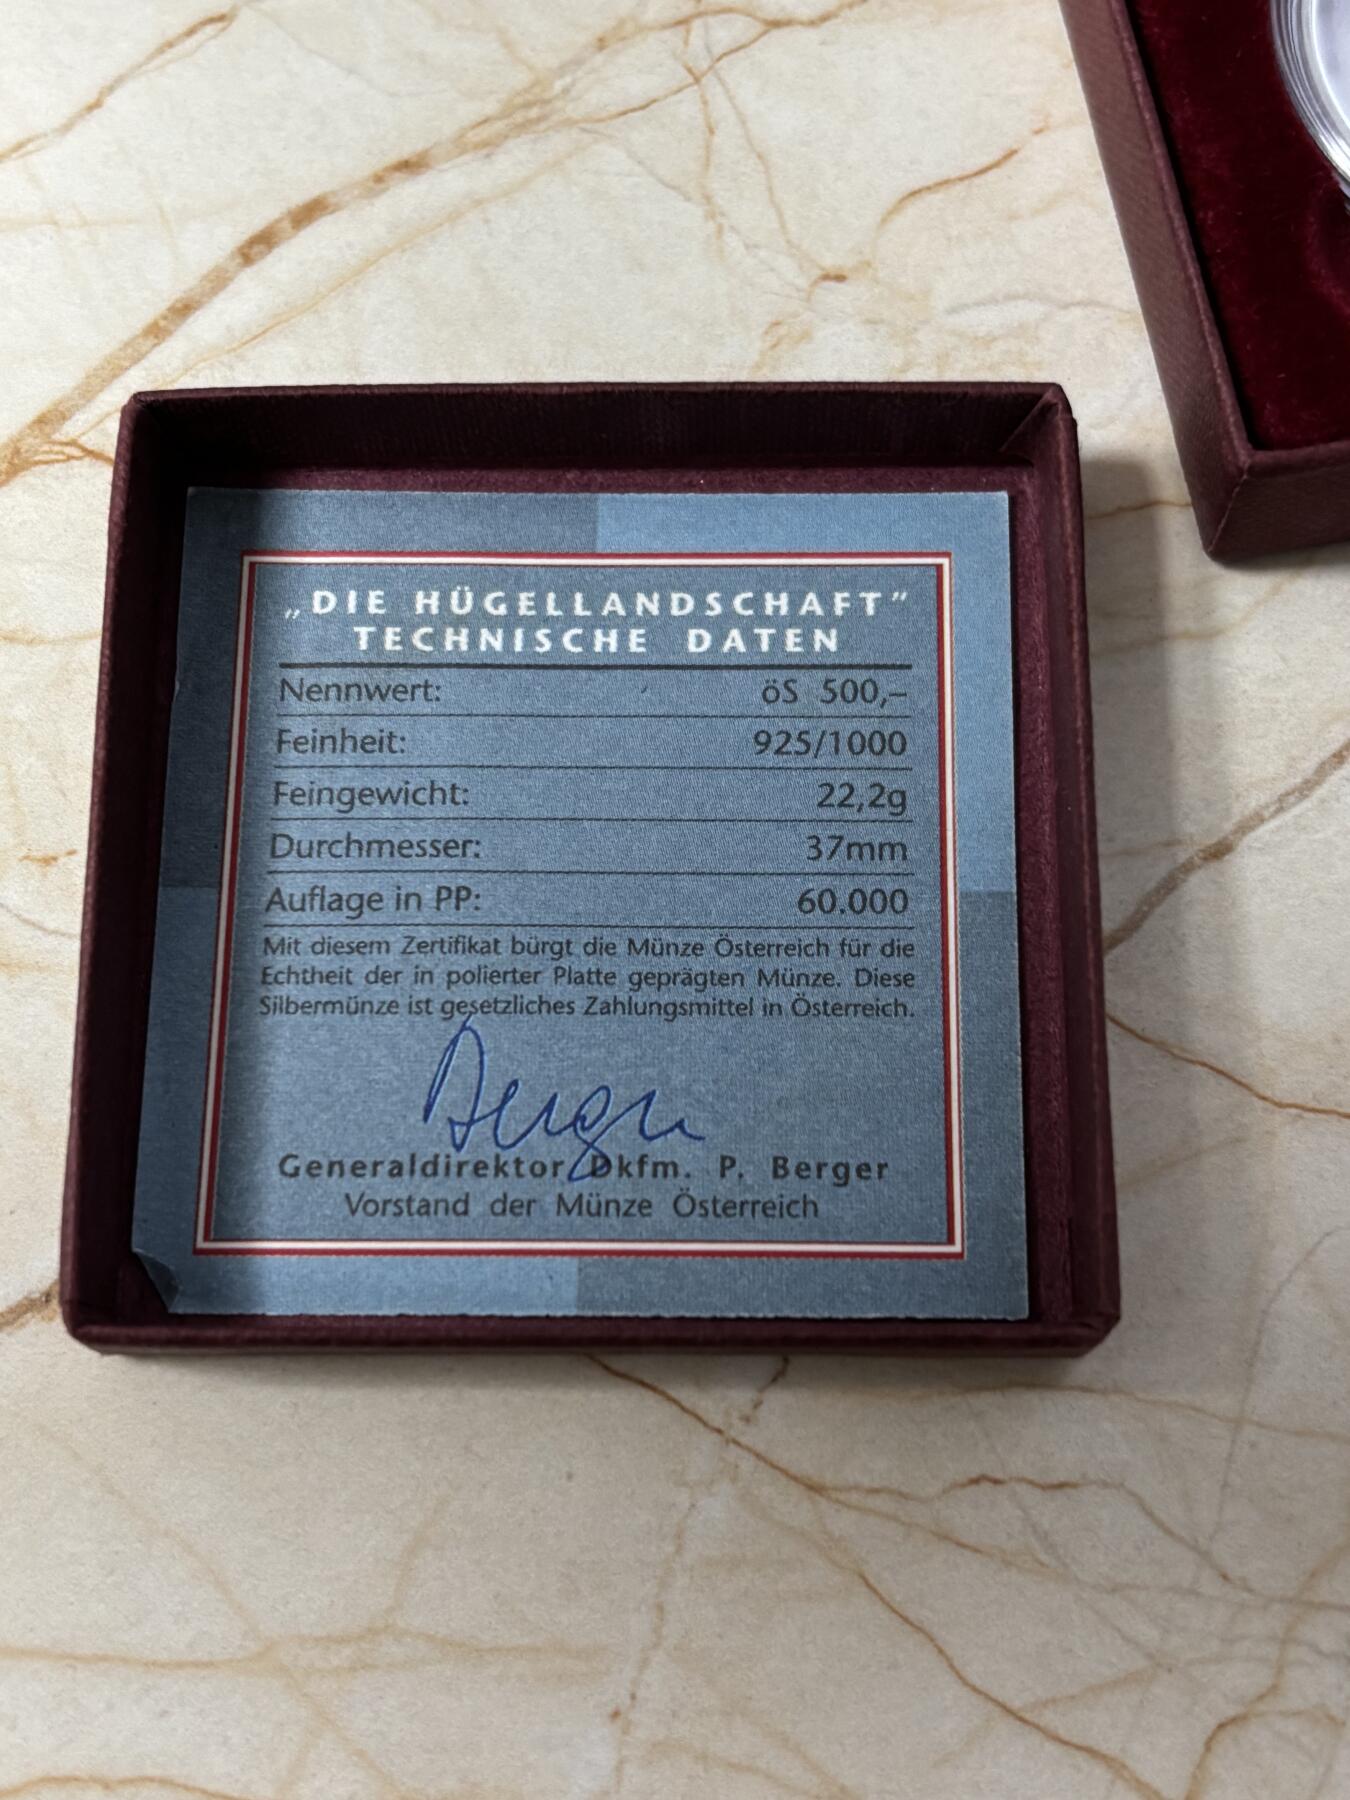 „DIE HÜGELLANDSCHAFT”
TECHNISCHE DATEN
Nennwert: öS 500,–
Feinheit: 925/1000
Feingewicht: 22,2g
Durchmesser: 37mm
Auflage in PP: 60.000
Mit diesem Zertifikat bürgt die Münze Österreich für die
Echtheit der in polierter Platte geprägten Münze. Diese
Silbermünze ist gesetzliches Zahlungsmittel in Österreich.
Berger
Generaldirektor Dkfm. P. Berger
Vorstand der Münze Österreich